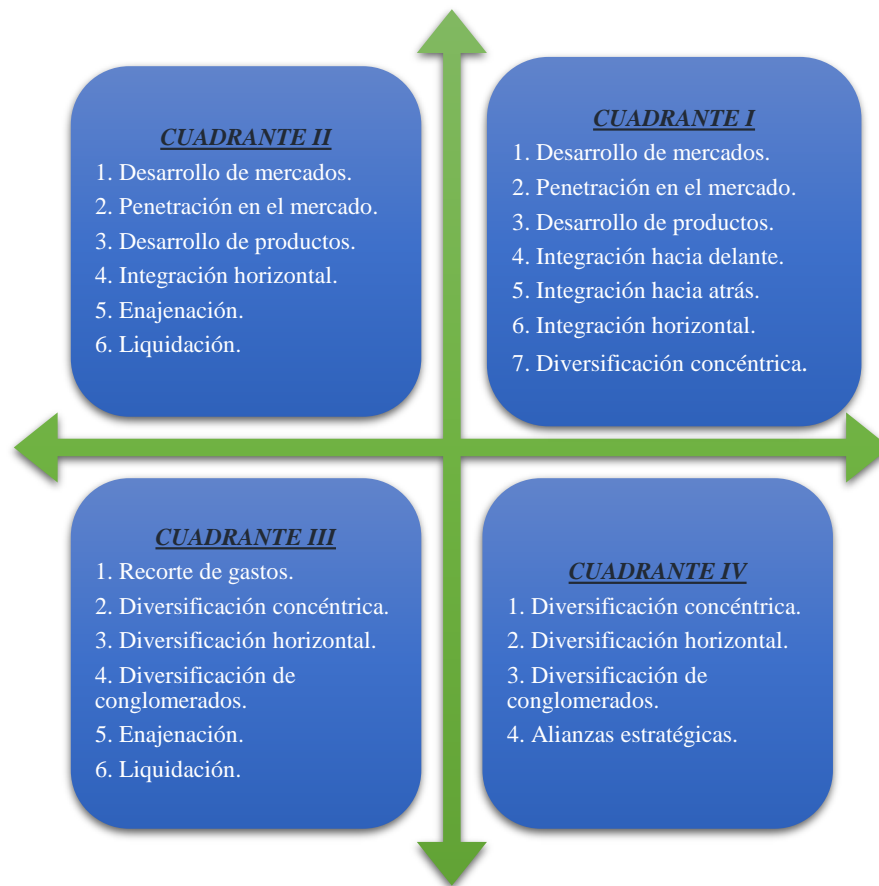 CUADRANTE II
1. Desarrollo de mercados.
2. Penetración en el mercado.
3. Desarrollo de productos.
4. Integración horizontal.
5. Enajenación.
6. Liquidación.
CUADRANTE I
1. Desarrollo de mercados.
2. Penetración en el mercado.
3. Desarrollo de productos.
4. Integración hacia delante.
5. Integración hacia atrás.
6. Integración horizontal.
7. Diversificación concéntrica.
CUADRANTE III
1. Recorte de gastos.
2. Diversificación concéntrica.
3. Diversificación horizontal.
4. Diversificación de
conglomerados.
5. Enajenación.
6. Liquidación.
CUADRANTE IV
1. Diversificación concéntrica.
2. Diversificación horizontal.
3. Diversificación de
conglomerados.
4. Alianzas estratégicas.